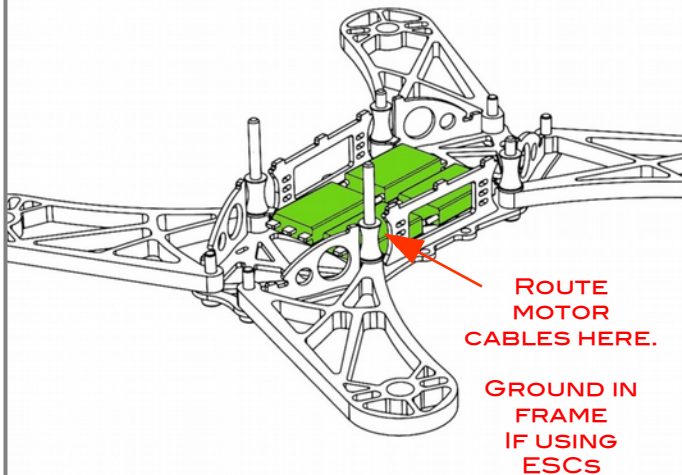 Route
motor
cables here.
Ground in
frame
If using
ESCs